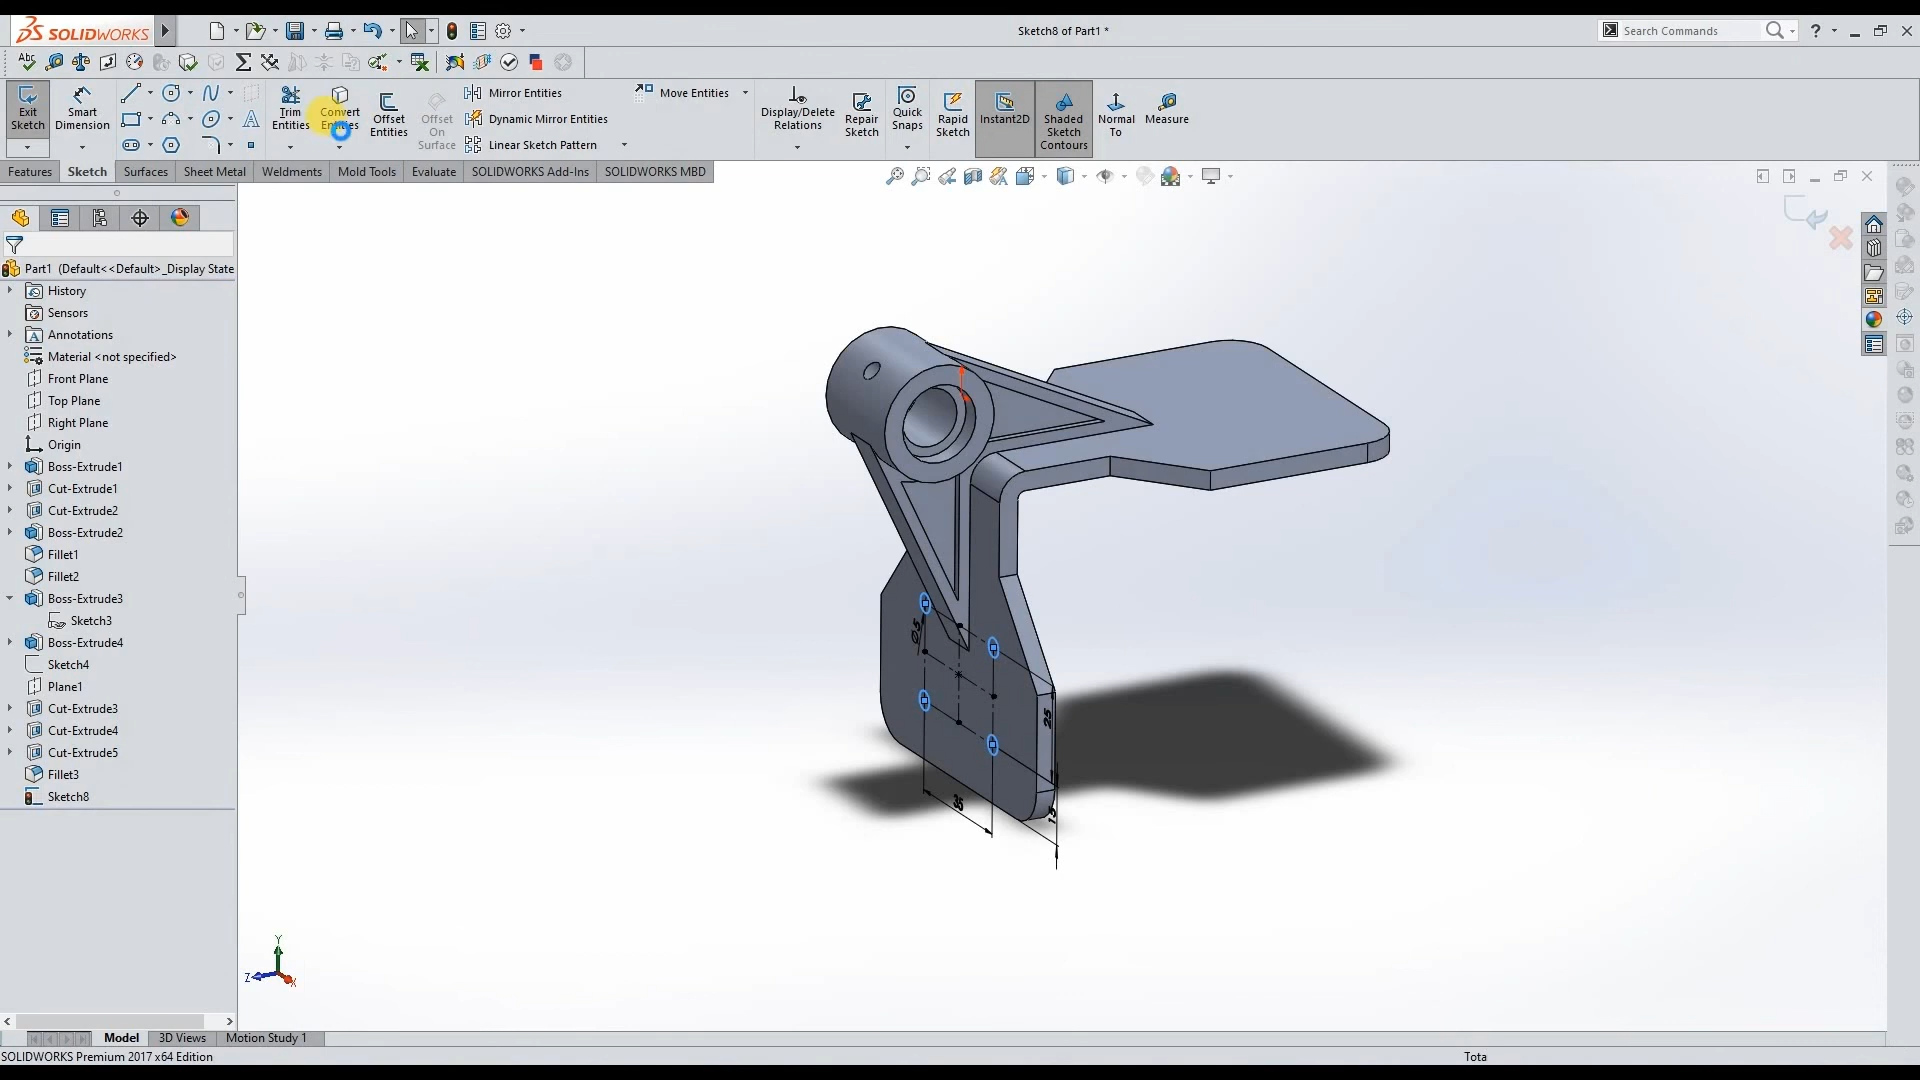 SOLIDWORKS
Sketch8 of Part1 *
Search Commands
?
Abc
Exit Sketch
Smart Dimension
Trim Entities
Convert Entities
Offset Entities
Offset On Surface
Mirror Entities
Dynamic Mirror Entities
Linear Sketch Pattern
Move Entities
Display/Delete Relations
Repair Sketch
Quick Snaps
Rapid Sketch
Instant2D
Shaded Sketch Contours
Normal To
Measure
Features
Sketch
Surfaces
Sheet Metal
Weldments
Mold Tools
Evaluate
SOLIDWORKS Add-Ins
SOLIDWORKS MBD
Part1 (Default<<Default>_Display State
History
Sensors
Annotations
Material <not specified>
Front Plane
Top Plane
Right Plane
Origin
Boss-Extrude1
Cut-Extrude1
Cut-Extrude2
Boss-Extrude2
Fillet1
Fillet2
Boss-Extrude3
Sketch3
Boss-Extrude4
Sketch4
Plane1
Cut-Extrude3
Cut-Extrude4
Cut-Extrude5
Fillet3
Sketch8
Ø5
25
35
15
Y
Z
X
Model
3D Views
Motion Study 1
SOLIDWORKS Premium 2017 x64 Edition
Tota